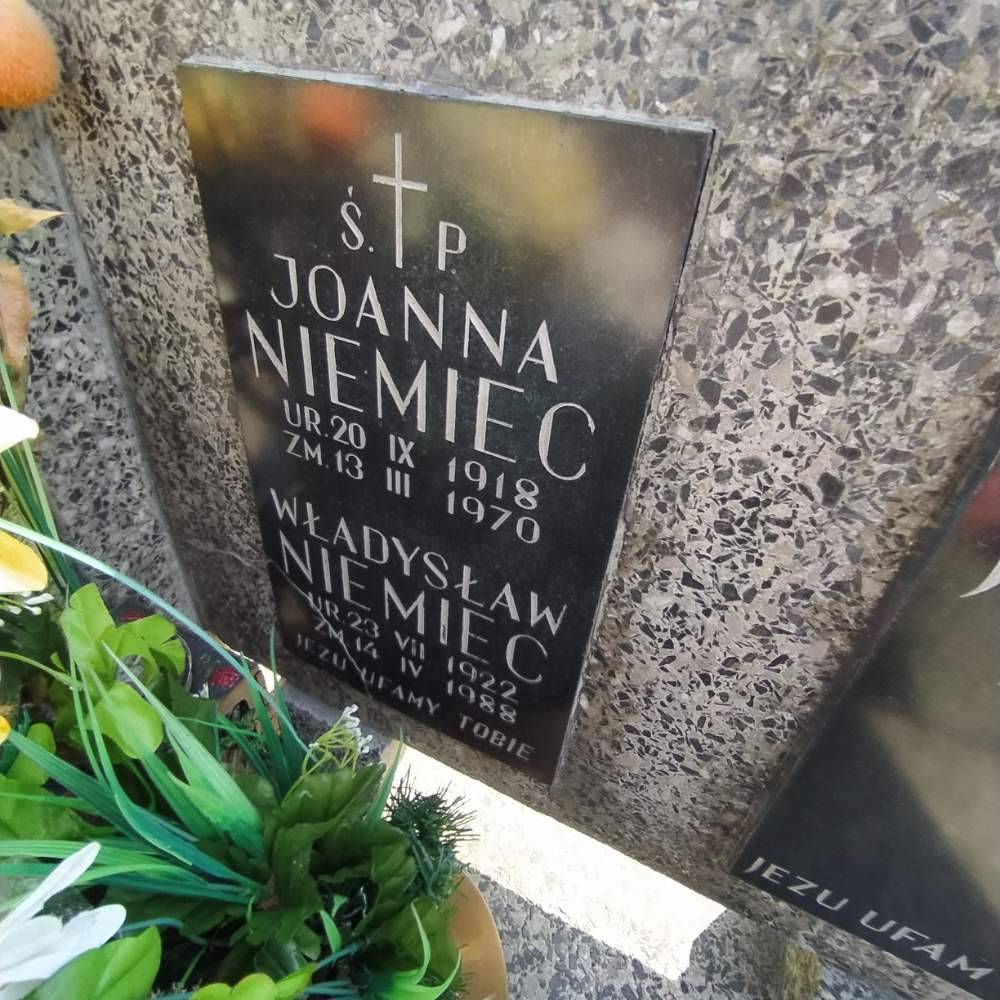 Ś. P.
JOANNA
NIEMIEC
UR. 20 IX 1918
ZM. 13 III 1970
WŁADYSŁAW
NIEMIEC
UR. 23 VII 1922
ZM. 14 IV 1988
JEZU UFAMY TOBIE
JEZU UFAM